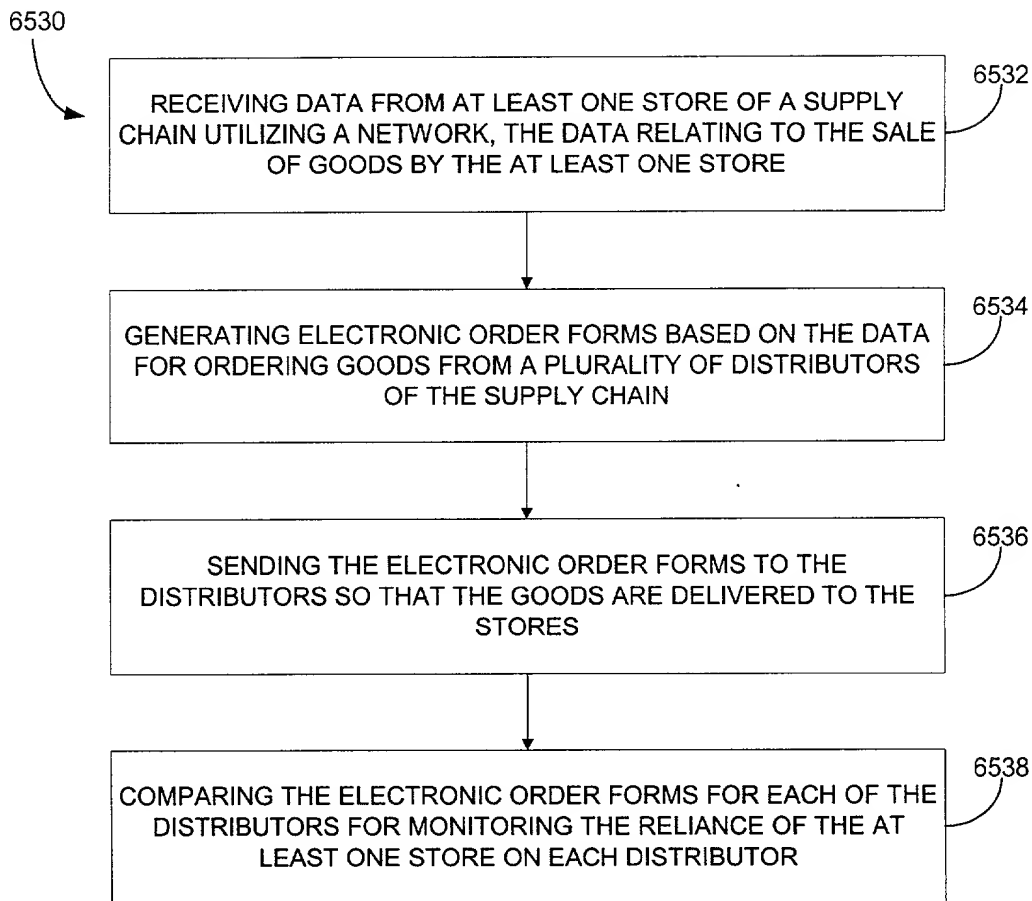 6530
6532
RECEIVING DATA FROM AT LEAST ONE STORE OF A SUPPLY
CHAIN UTILIZING A NETWORK, THE DATA RELATING TO THE SALE
OF GOODS BY THE AT LEAST ONE STORE
6534
GENERATING ELECTRONIC ORDER FORMS BASED ON THE DATA
FOR ORDERING GOODS FROM A PLURALITY OF DISTRIBUTORS
OF THE SUPPLY CHAIN
6536
SENDING THE ELECTRONIC ORDER FORMS TO THE
DISTRIBUTORS SO THAT THE GOODS ARE DELIVERED TO THE
STORES
6538
COMPARING THE ELECTRONIC ORDER FORMS FOR EACH OF THE
DISTRIBUTORS FOR MONITORING THE RELIANCE OF THE AT
LEAST ONE STORE ON EACH DISTRIBUTOR